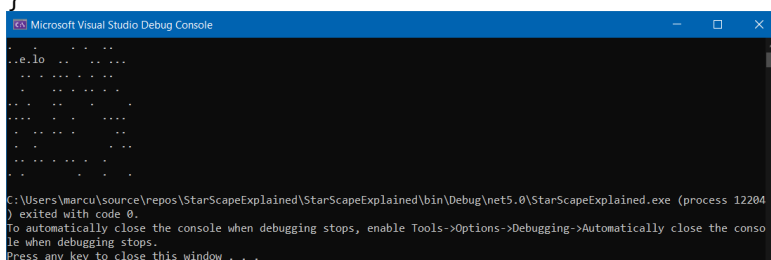 }
Microsoft Visual Studio Debug Console
.   .      . .  ..
..e.lo  ..   .. ...
  .. . ... . . ..
  .     .. . .. .
.. .    ..    .     .
....    .  .    ....
.  .. .. .       ..
.   .            . ..
.. .. . .. .  .
. .       .    .   .
C:\Users\marcu\source\repos\StarScapeExplained\StarScapeExplained\bin\Debug\net5.0\StarScapeExplained.exe (process 12204
) exited with code 0.
To automatically close the console when debugging stops, enable Tools->Options->Debugging->Automatically close the conso
le when debugging stops.
Press any key to close this window . . .